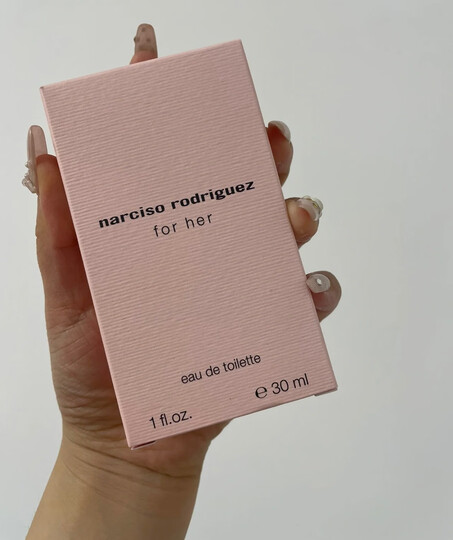 narciso rodriguez
for her
eau de toilette
1 fl.oz. ℮ 30 ml